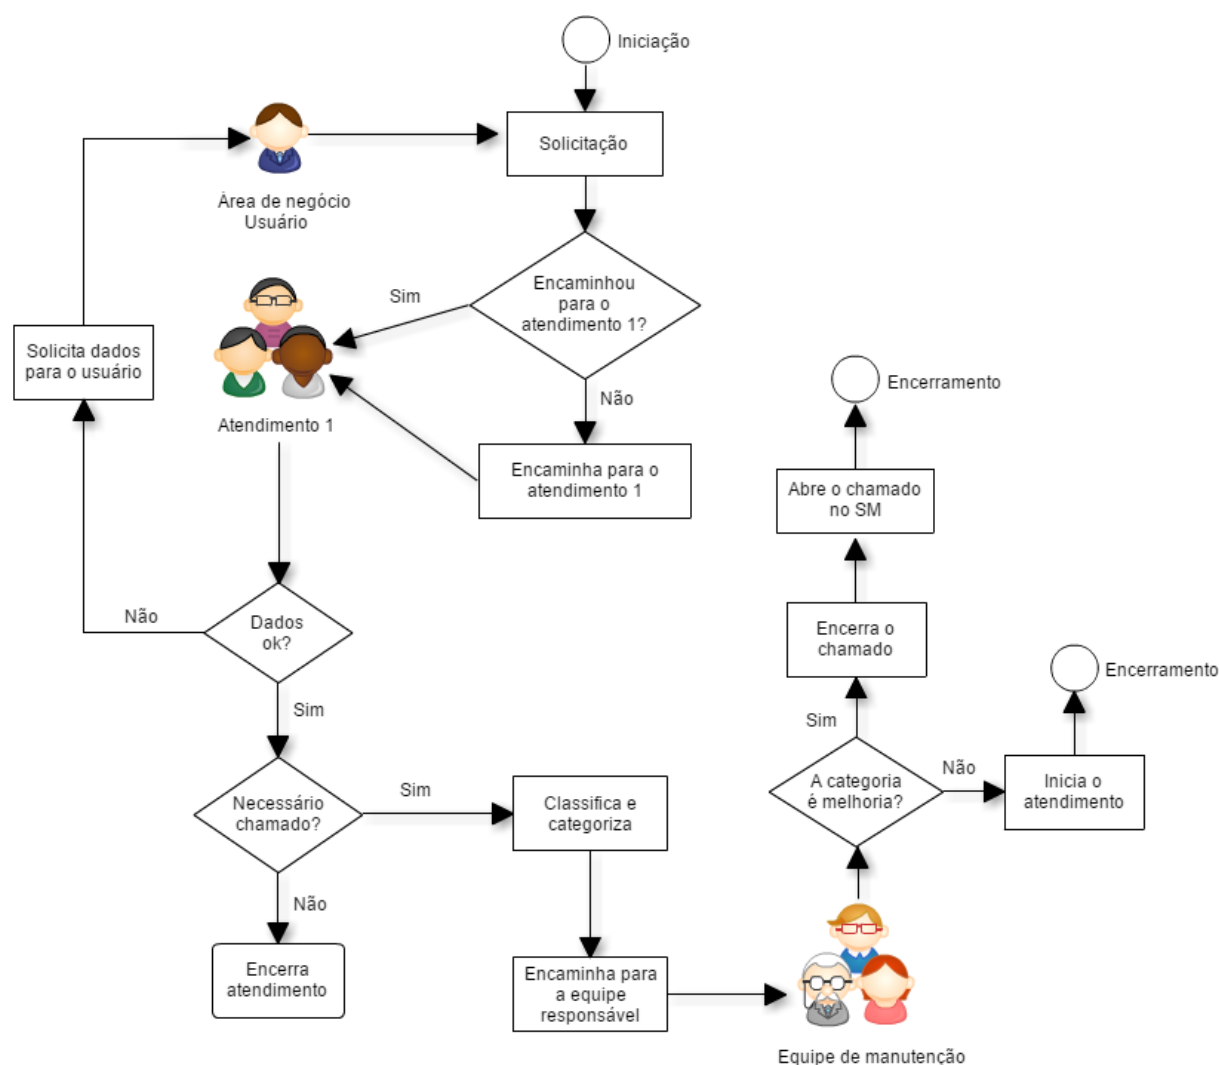 Iniciação
Solicitação
Área de negócio
Usuário
Encaminhou
para o
atendimento 1?
Sim
Não
Solicita dados
para o usuário
Atendimento 1
Encaminha para o
atendimento 1
Encerramento
Abre o chamado
no SM
Não
Dados
ok?
Sim
Encerra o
chamado
Encerramento
Sim
Necessário
chamado?
Sim
Classifica e
categoriza
A categoria
é melhoria?
Não
Inicia o
atendimento
Não
Encerra
atendimento
Encaminha para
a equipe
responsável
Equipe de manutenção